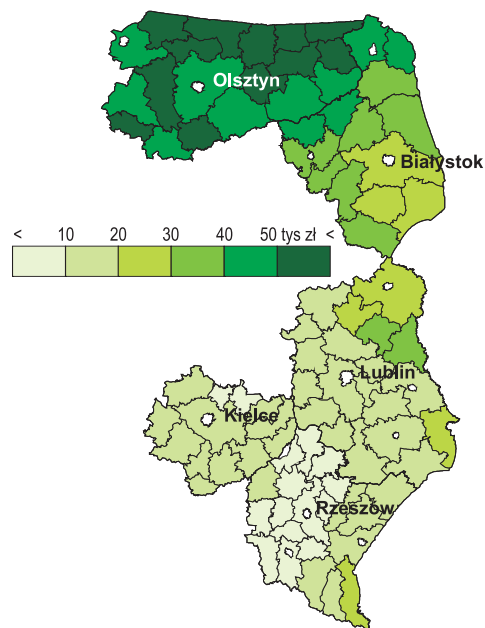 Olsztyn
Białystok
< 10 20 30 40 50 tys zł <
Lublin
Kielce
Rzeszów